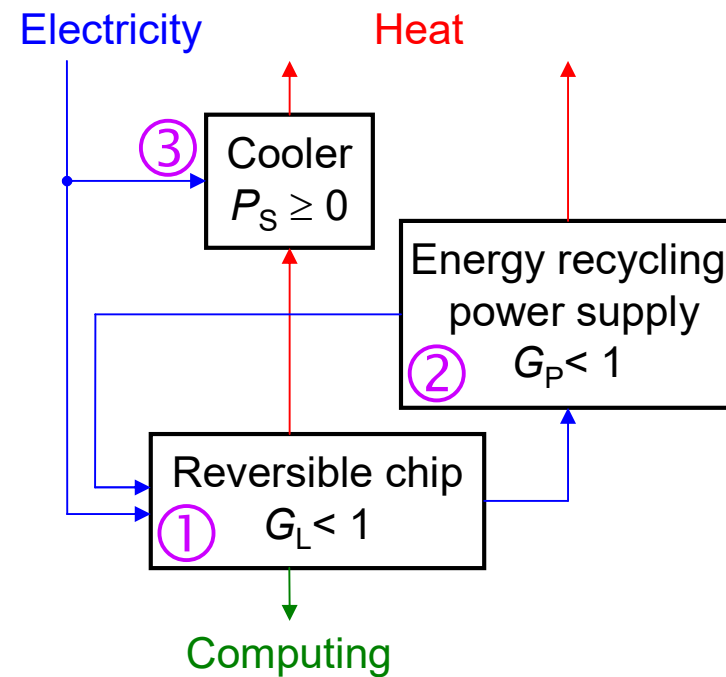 Electricity
Heat
③
Cooler
P_S ≥ 0
Energy recycling
power supply
G_P< 1
②
Reversible chip
G_L< 1
①
Computing